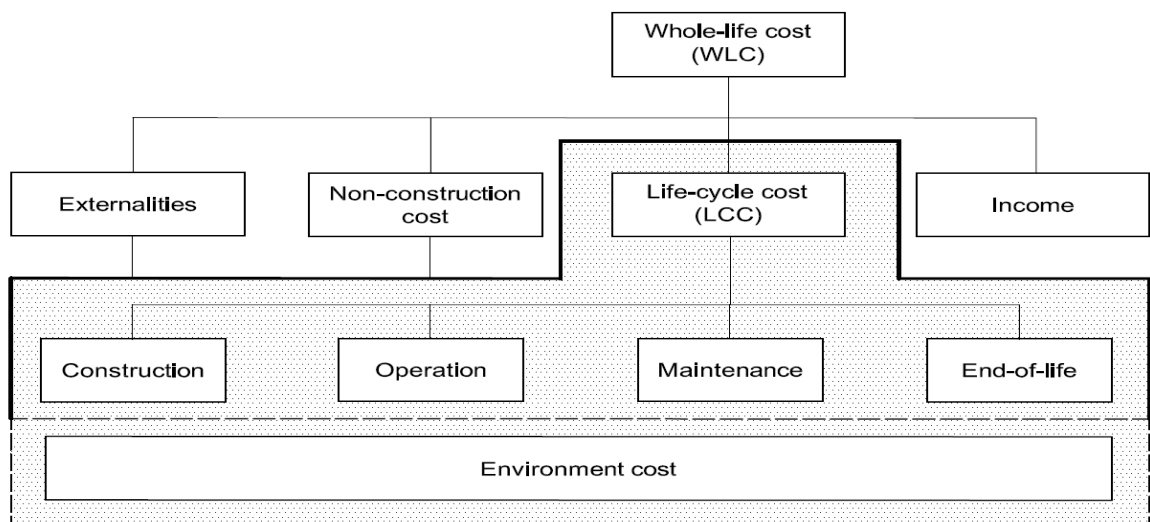 Whole-life cost
(WLC)
Externalities
Non-construction
cost
Life-cycle cost
(LCC)
Income
Construction
Operation
Maintenance
End-of-life
Environment cost